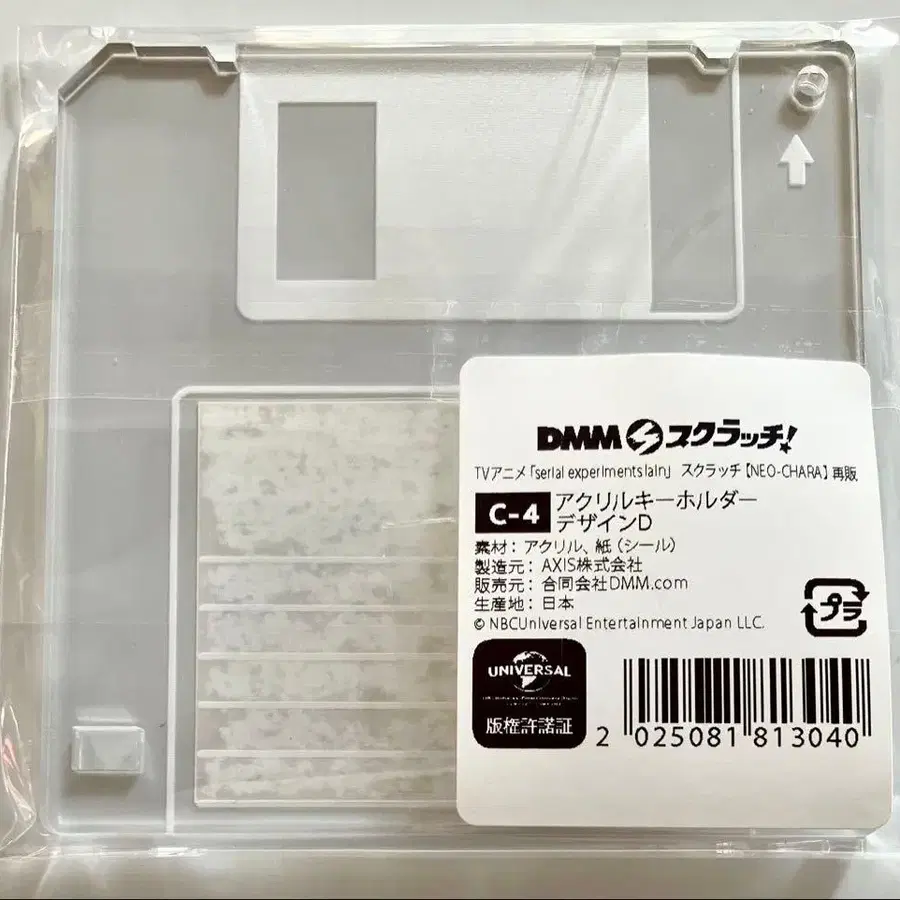 DMMスクラッチ!
TVアニメ「serial experiments lain」 スクラッチ【NEO-CHARA】再販
C-4 アクリルキーホルダー
デザインD
素材: アクリル、紙(シール)
製造元: AXIS株式会社
販売元: 合同会社DMM.com
生産地: 日本
© NBCUniversal Entertainment Japan LLC.
プラ
UNIVERSAL
版権許諾証
2 025081 813040